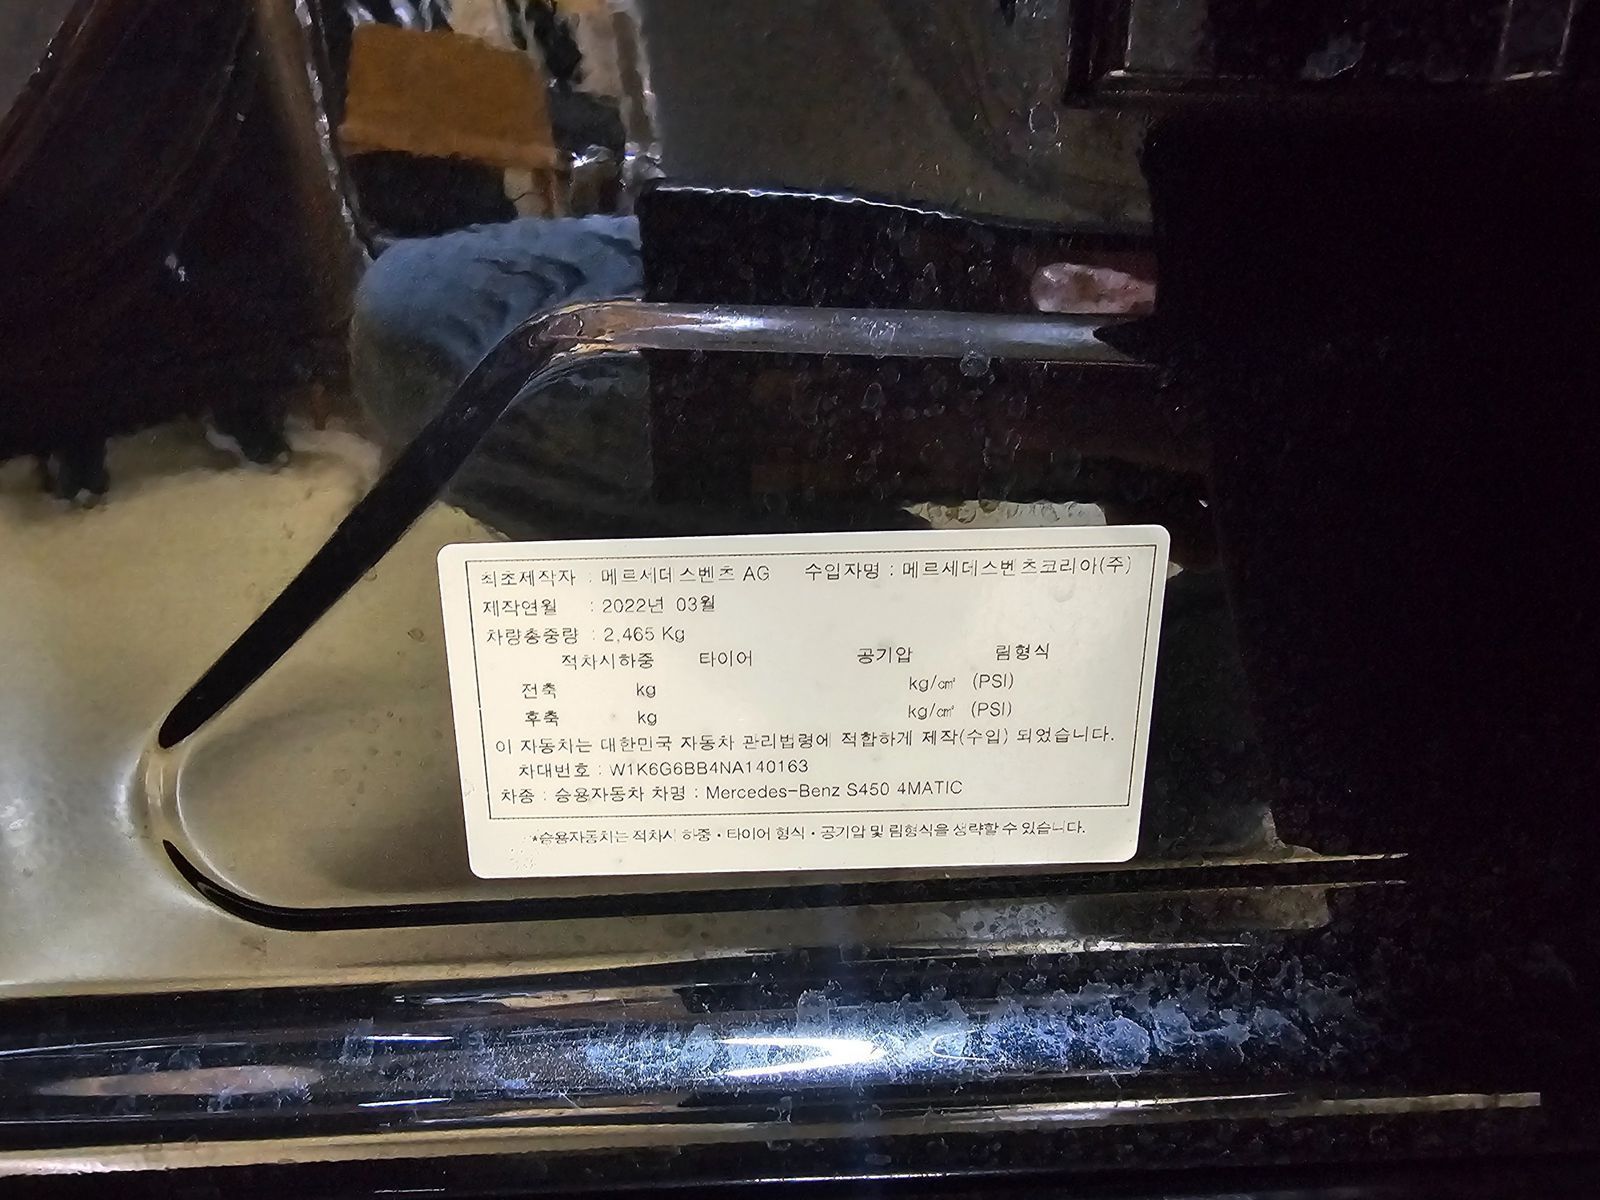 최초제작자 : 메르세데스벤츠 AG 수입자명 : 메르세데스벤츠코리아(주)
제작연월 : 2022년 03월
차량총중량 : 2,465 Kg
적차시하중 타이어 공기압 림형식
전축 kg kg/㎠ (PSI)
후축 kg kg/㎠ (PSI)
이 자동차는 대한민국 자동차 관리법령에 적합하게 제작(수입) 되었습니다.
차대번호 : W1K6G6BB4NA140163
차종 : 승용자동차 차명 : Mercedes-Benz S450 4MATIC
*승용자동차는 적차시 하중·타이어 형식·공기압 및 림형식을 생략할 수 있습니다.